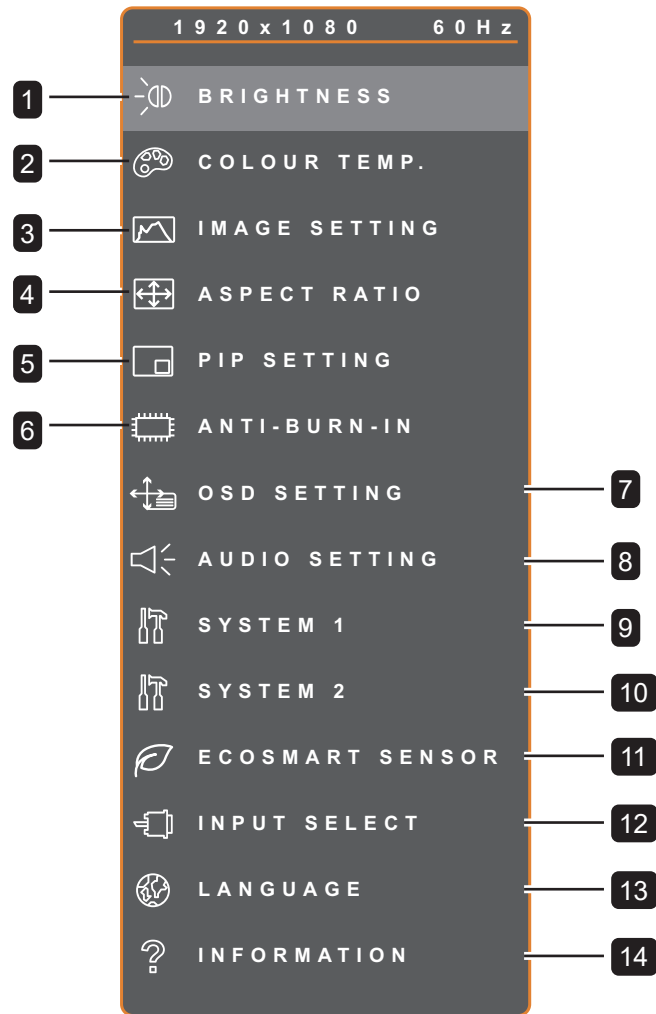 1920x1080 60Hz
1 BRIGHTNESS
2 COLOUR TEMP.
3 IMAGE SETTING
4 ASPECT RATIO
5 PIP SETTING
6 ANTI-BURN-IN
OSD SETTING 7
AUDIO SETTING 8
SYSTEM 1 9
SYSTEM 2 10
ECOSMART SENSOR 11
INPUT SELECT 12
LANGUAGE 13
INFORMATION 14